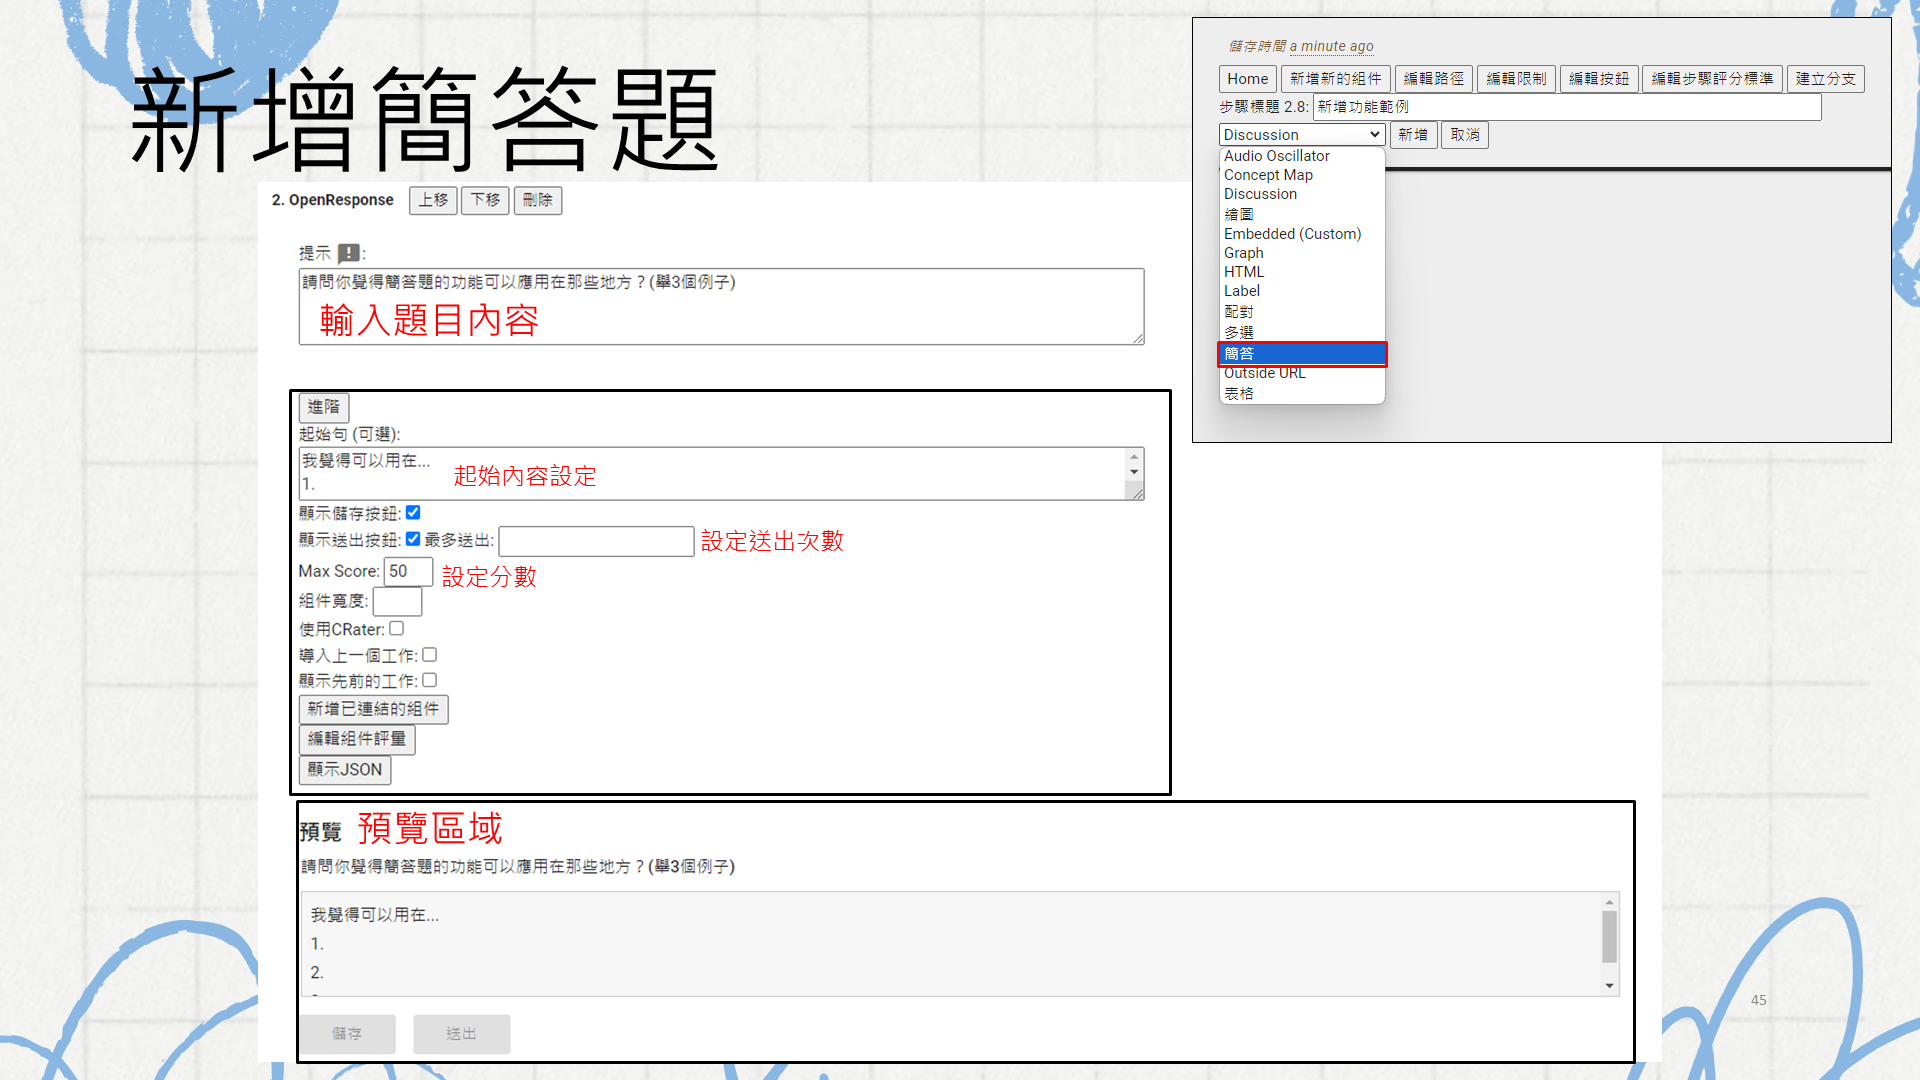 新增簡答題
儲存時間 a minute ago
Home 新增新的組件 編輯路徑 編輯限制 編輯按鈕 編輯步驟評分標準 建立分支
步驟標題 2.8: 新增功能範例
Discussion 新增 取消
Audio Oscillator
Concept Map
Discussion
繪圖
Embedded (Custom)
Graph
HTML
Label
配對
多選
簡答
Outside URL
表格
2. OpenResponse 上移 下移 刪除
提示 !:
請問你覺得簡答題的功能可以應用在那些地方？(舉3個例子)
輸入題目內容
進階
起始句 (可選):
我覺得可以用在...
1.
起始內容設定
顯示儲存按鈕:
顯示送出按鈕: 最多送出: 設定送出次數
Max Score: 50 設定分數
組件寬度:
使用CRater:
導入上一個工作:
顯示先前的工作:
新增已連結的組件
編輯組件評量
顯示JSON
預覽 預覽區域
請問你覺得簡答題的功能可以應用在那些地方？(舉3個例子)
我覺得可以用在...
1.
2.
儲存 送出
45